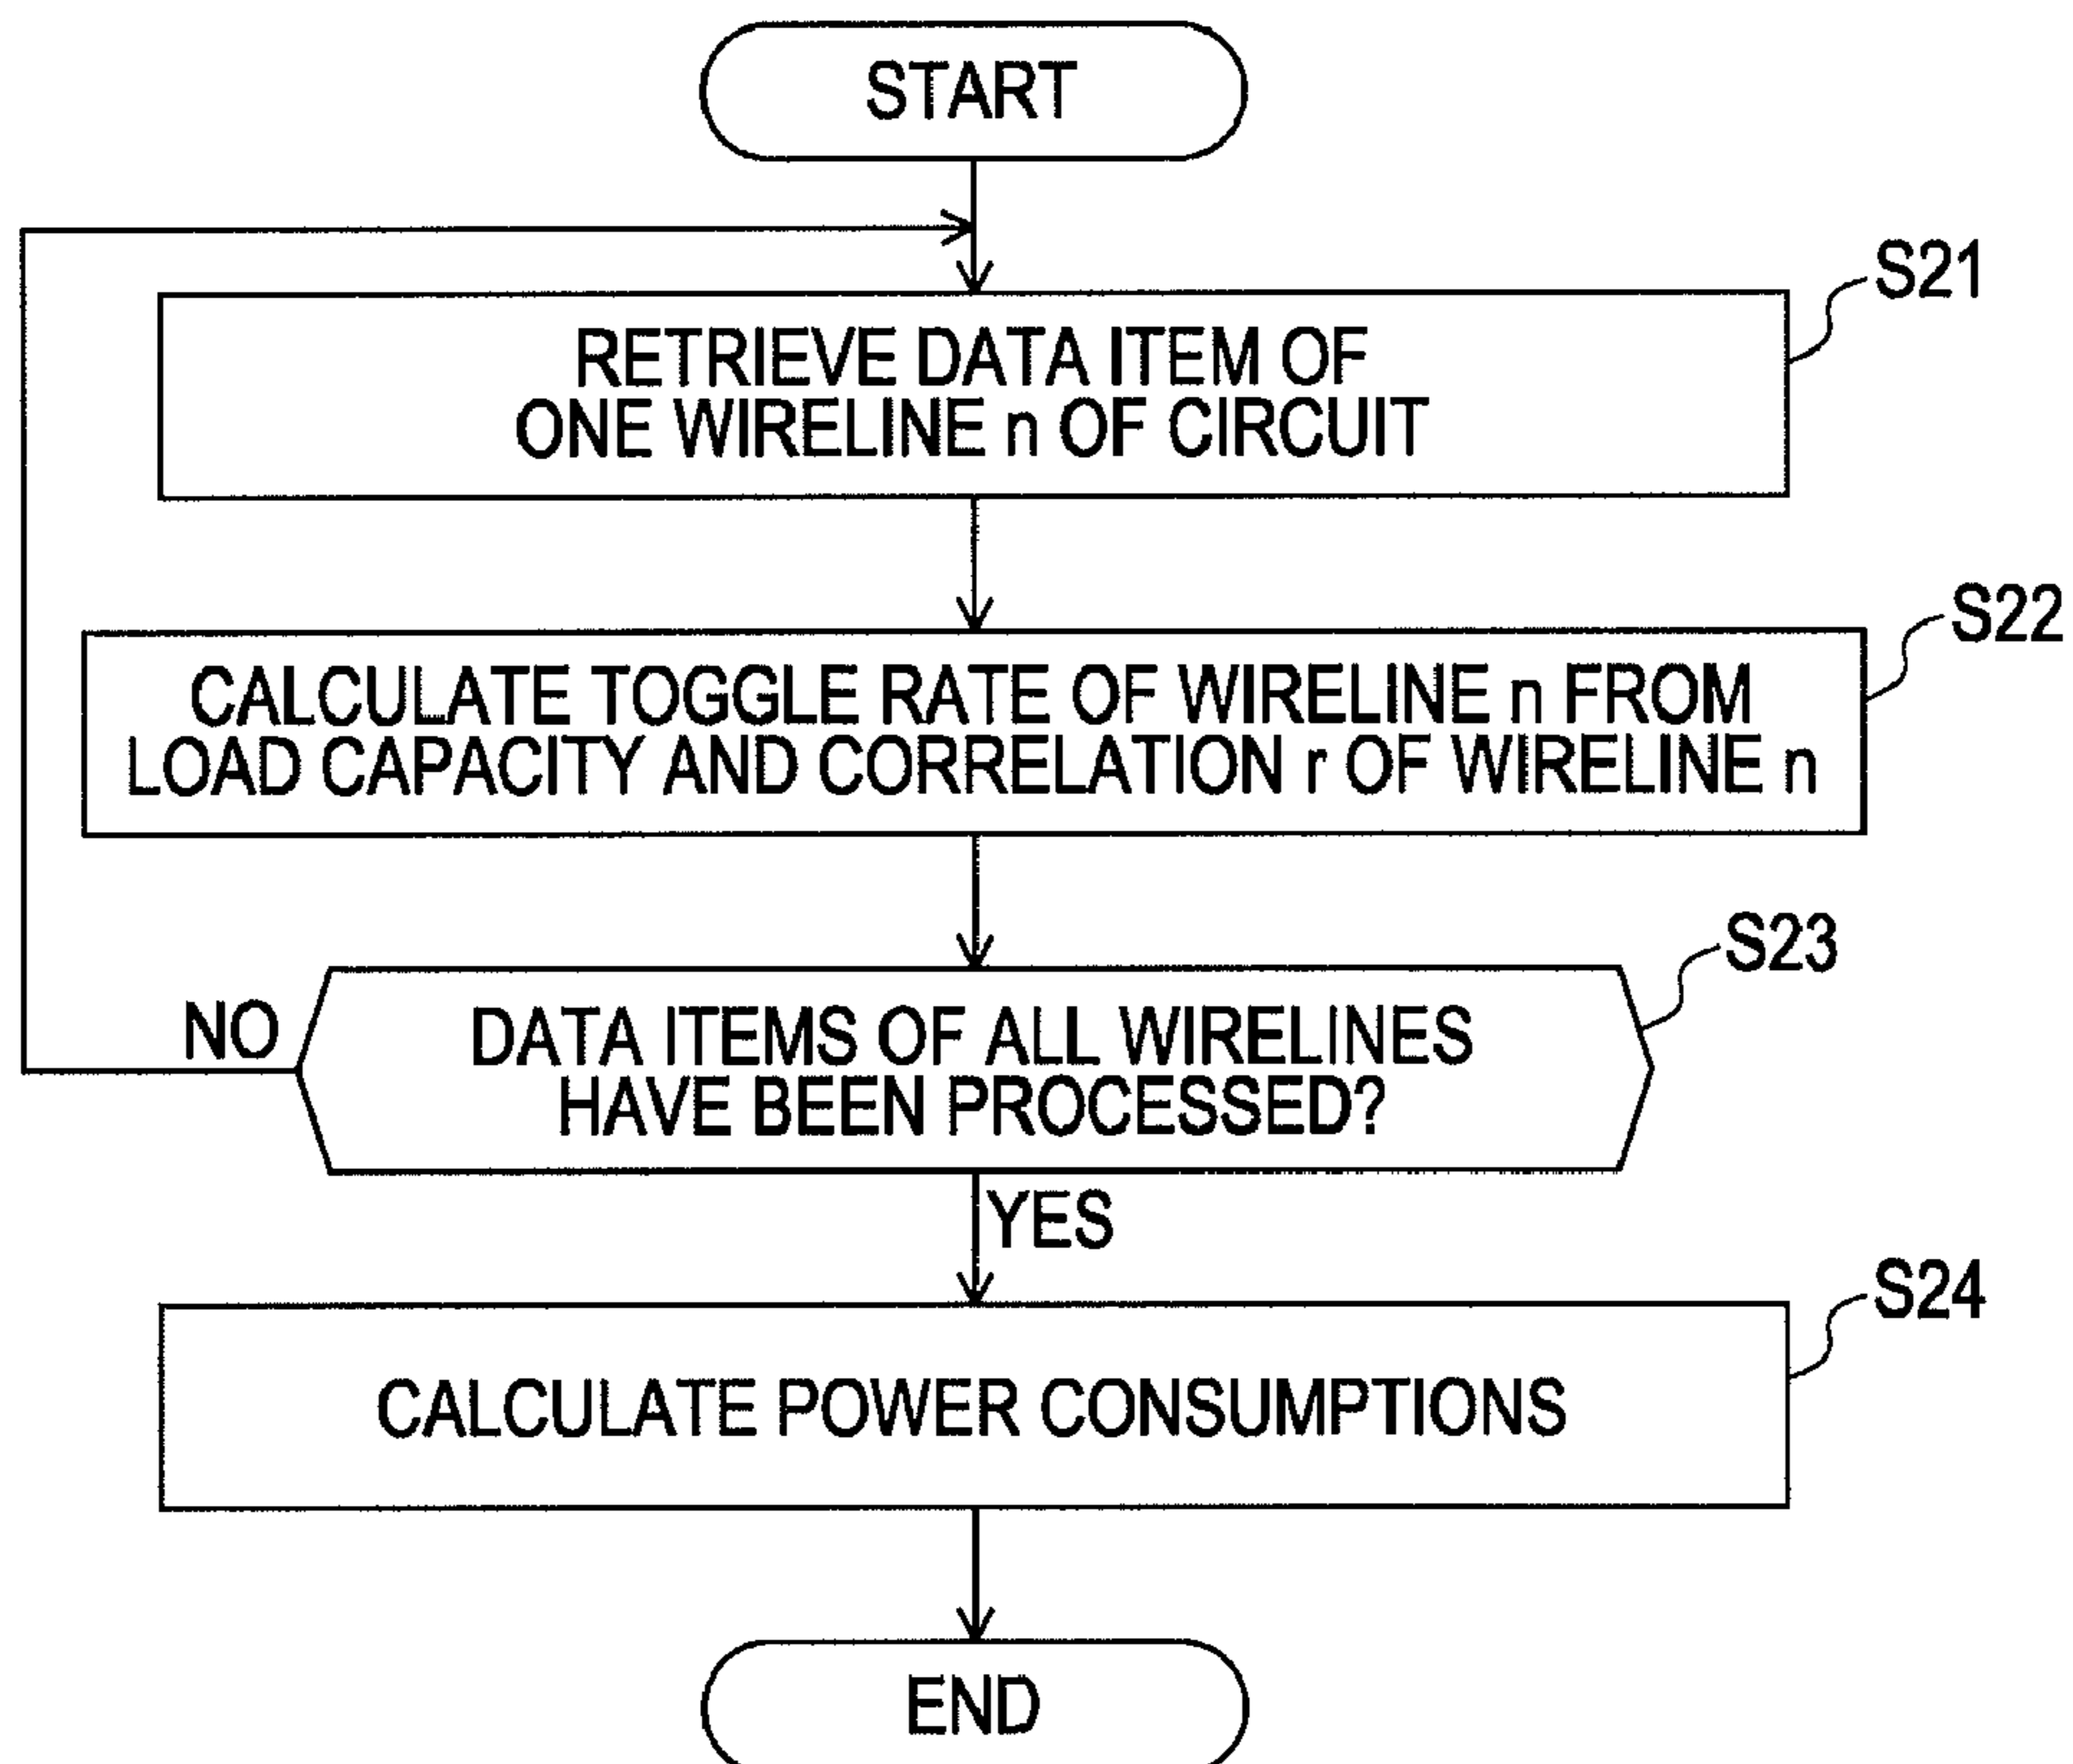 START
S21
RETRIEVE DATA ITEM OF
ONE WIRELINE n OF CIRCUIT
S22
CALCULATE TOGGLE RATE OF WIRELINE n FROM
LOAD CAPACITY AND CORRELATION r OF WIRELINE n
S23
NO
DATA ITEMS OF ALL WIRELINES
HAVE BEEN PROCESSED?
YES
S24
CALCULATE POWER CONSUMPTIONS
END